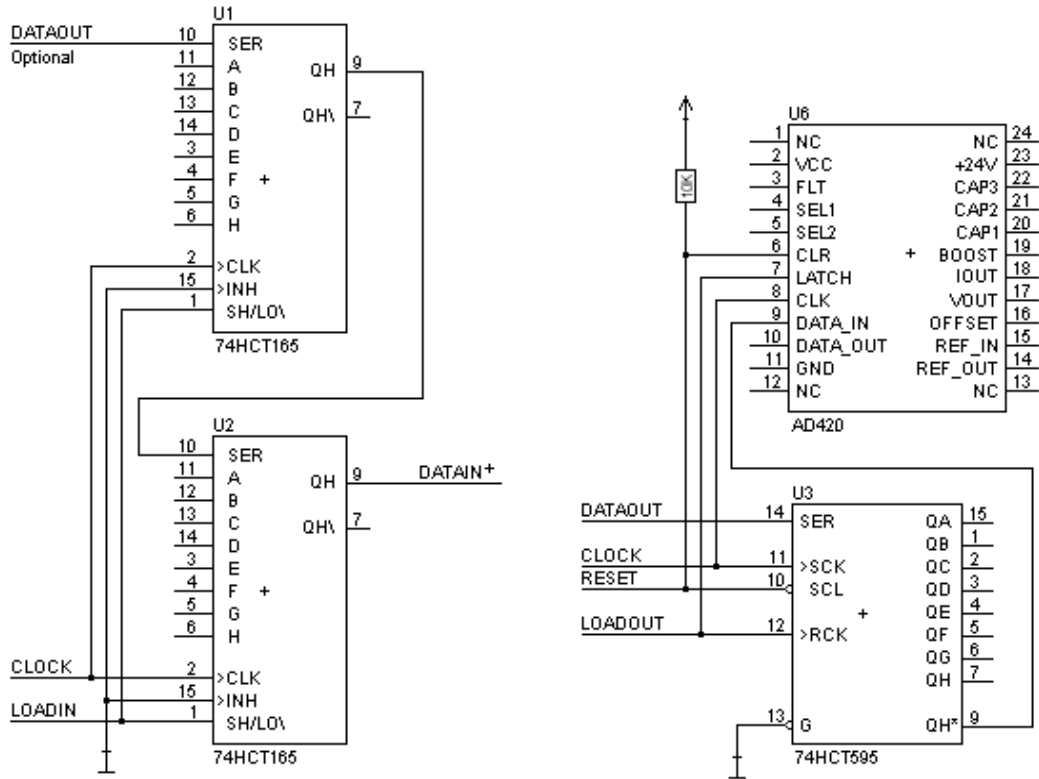 U1
DATAOUT 10 SER
Optional 11 A
12 B QH 9
13 C
14 D QH\ 7
3 E
4 F +
5 G
6 H
2 >CLK
15 >INH
1 SH/LO\
74HCT165
U2
10 SER
11 A
12 B QH 9 DATAIN+
13 C
14 D QH\ 7
3 E
4 F +
5 G
6 H
CLOCK 2 >CLK
15 >INH
LOADIN 1 SH/LO\
74HCT165
10K
U6
1 NC NC 24
2 VCC +24V 23
3 FLT CAP3 22
4 SEL1 CAP2 21
5 SEL2 CAP1 20
6 CLR + BOOST 19
7 LATCH IOUT 18
8 CLK VOUT 17
9 DATA_IN OFFSET 16
10 DATA_OUT REF_IN 15
11 GND REF_OUT 14
12 NC NC 13
AD420
U3
DATAOUT 14 SER QA 15
QB 1
CLOCK 11 >SCK QC 2
RESET 10 SCL QD 3
+ QE 4
LOADOUT 12 >RCK QF 5
QG 6
QH 7
13 G QH* 9
74HCT595